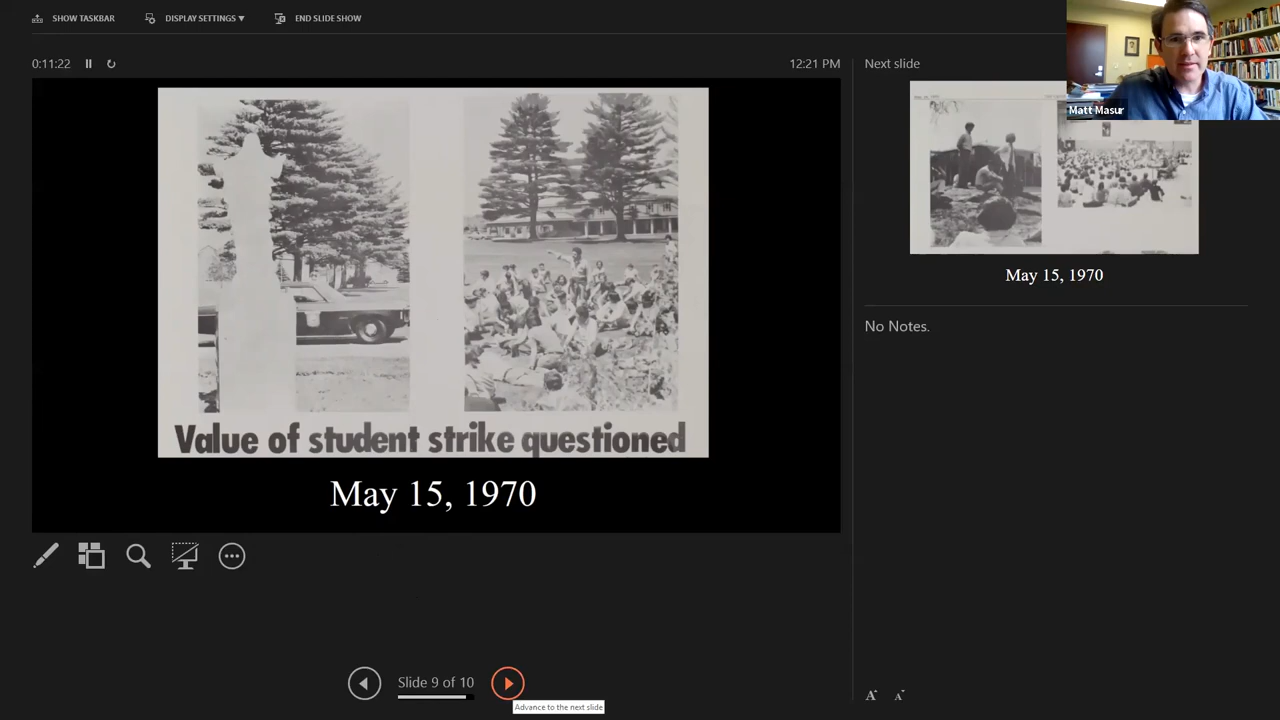 SHOW TASKBAR
DISPLAY SETTINGS ▼
END SLIDE SHOW
0:11:22
12:21 PM
Next slide
Matt Masur
Value of student strike questioned
May 15, 1970
May 15, 1970
No Notes.
Slide 9 of 10
Advance to the next slide
A A